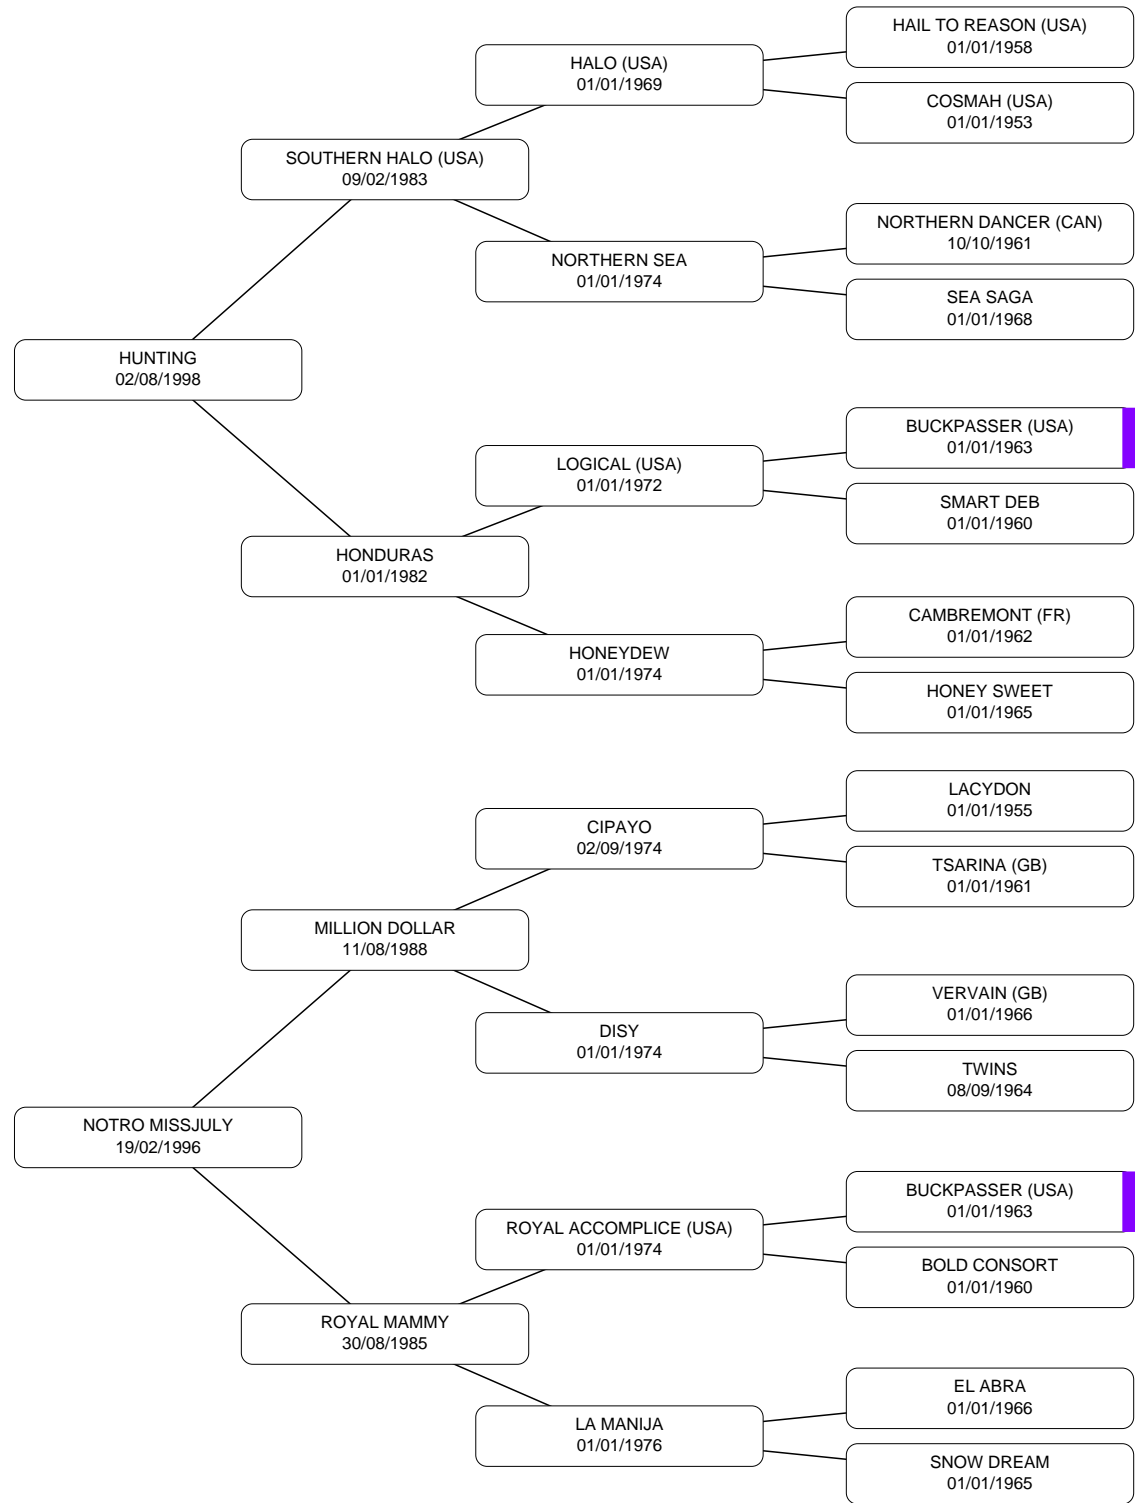 HAIL TO REASON (USA)
01/01/1958
HALO (USA)
01/01/1969
COSMAH (USA)
01/01/1953
SOUTHERN HALO (USA)
09/02/1983
NORTHERN DANCER (CAN)
10/10/1961
NORTHERN SEA
01/01/1974
SEA SAGA
01/01/1968
HUNTING
02/08/1998
BUCKPASSER (USA)
01/01/1963
LOGICAL (USA)
01/01/1972
SMART DEB
01/01/1960
HONDURAS
01/01/1982
CAMBREMONT (FR)
01/01/1962
HONEYDEW
01/01/1974
HONEY SWEET
01/01/1965
LACYDON
01/01/1955
CIPAYO
02/09/1974
TSARINA (GB)
01/01/1961
MILLION DOLLAR
11/08/1988
VERVAIN (GB)
01/01/1966
DISY
01/01/1974
TWINS
08/09/1964
NOTRO MISSJULY
19/02/1996
BUCKPASSER (USA)
01/01/1963
ROYAL ACCOMPLICE (USA)
01/01/1974
BOLD CONSORT
01/01/1960
ROYAL MAMMY
30/08/1985
EL ABRA
01/01/1966
LA MANIJA
01/01/1976
SNOW DREAM
01/01/1965